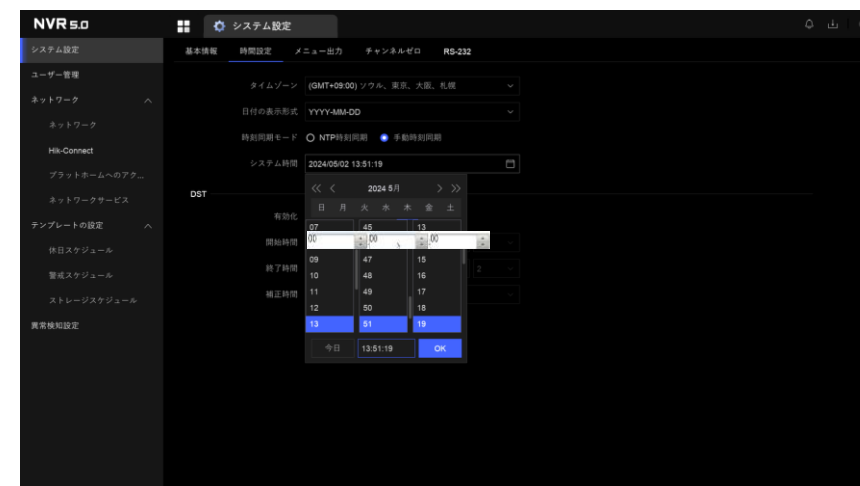 NVR 5.0
システム設定
システム設定
ユーザー管理
ネットワーク
ネットワーク
Hik-Connect
プラットホームへのアク...
ネットワークサービス
テンプレートの設定
休日スケジュール
警戒スケジュール
ストレージスケジュール
異常検知設定
基本情報 時間設定 メニュー出力 チャンネルゼロ RS-232
タイムゾーン (GMT+09:00) ソウル、東京、大阪、札幌
日付の表示形式 YYYY-MM-DD
時刻同期モード NTP時刻同期 手動時刻同期
システム時間 2024/05/02 13:51:19
2024 5月
日 月 火 水 木 金 土
DST
有効化
開始時間
終了時間 2
補正時間
07 45 13
00 :00 :00
09 47 15
10 48 16
11 49 17
12 50 18
13 51 19
今日 13:51:19 OK